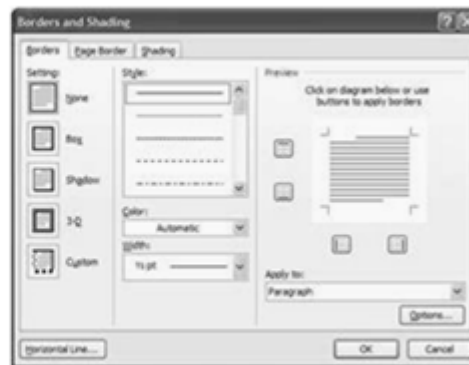 Borders and Shading
Borders Page Border Shading
Setting:
None
Box
Shadow
3-D
Custom
Style:
Color:
Automatic
Width:
½ pt
Preview
Click on diagram below or use
buttons to apply borders
Apply to:
Paragraph
Options...
Horizontal Line...
OK Cancel